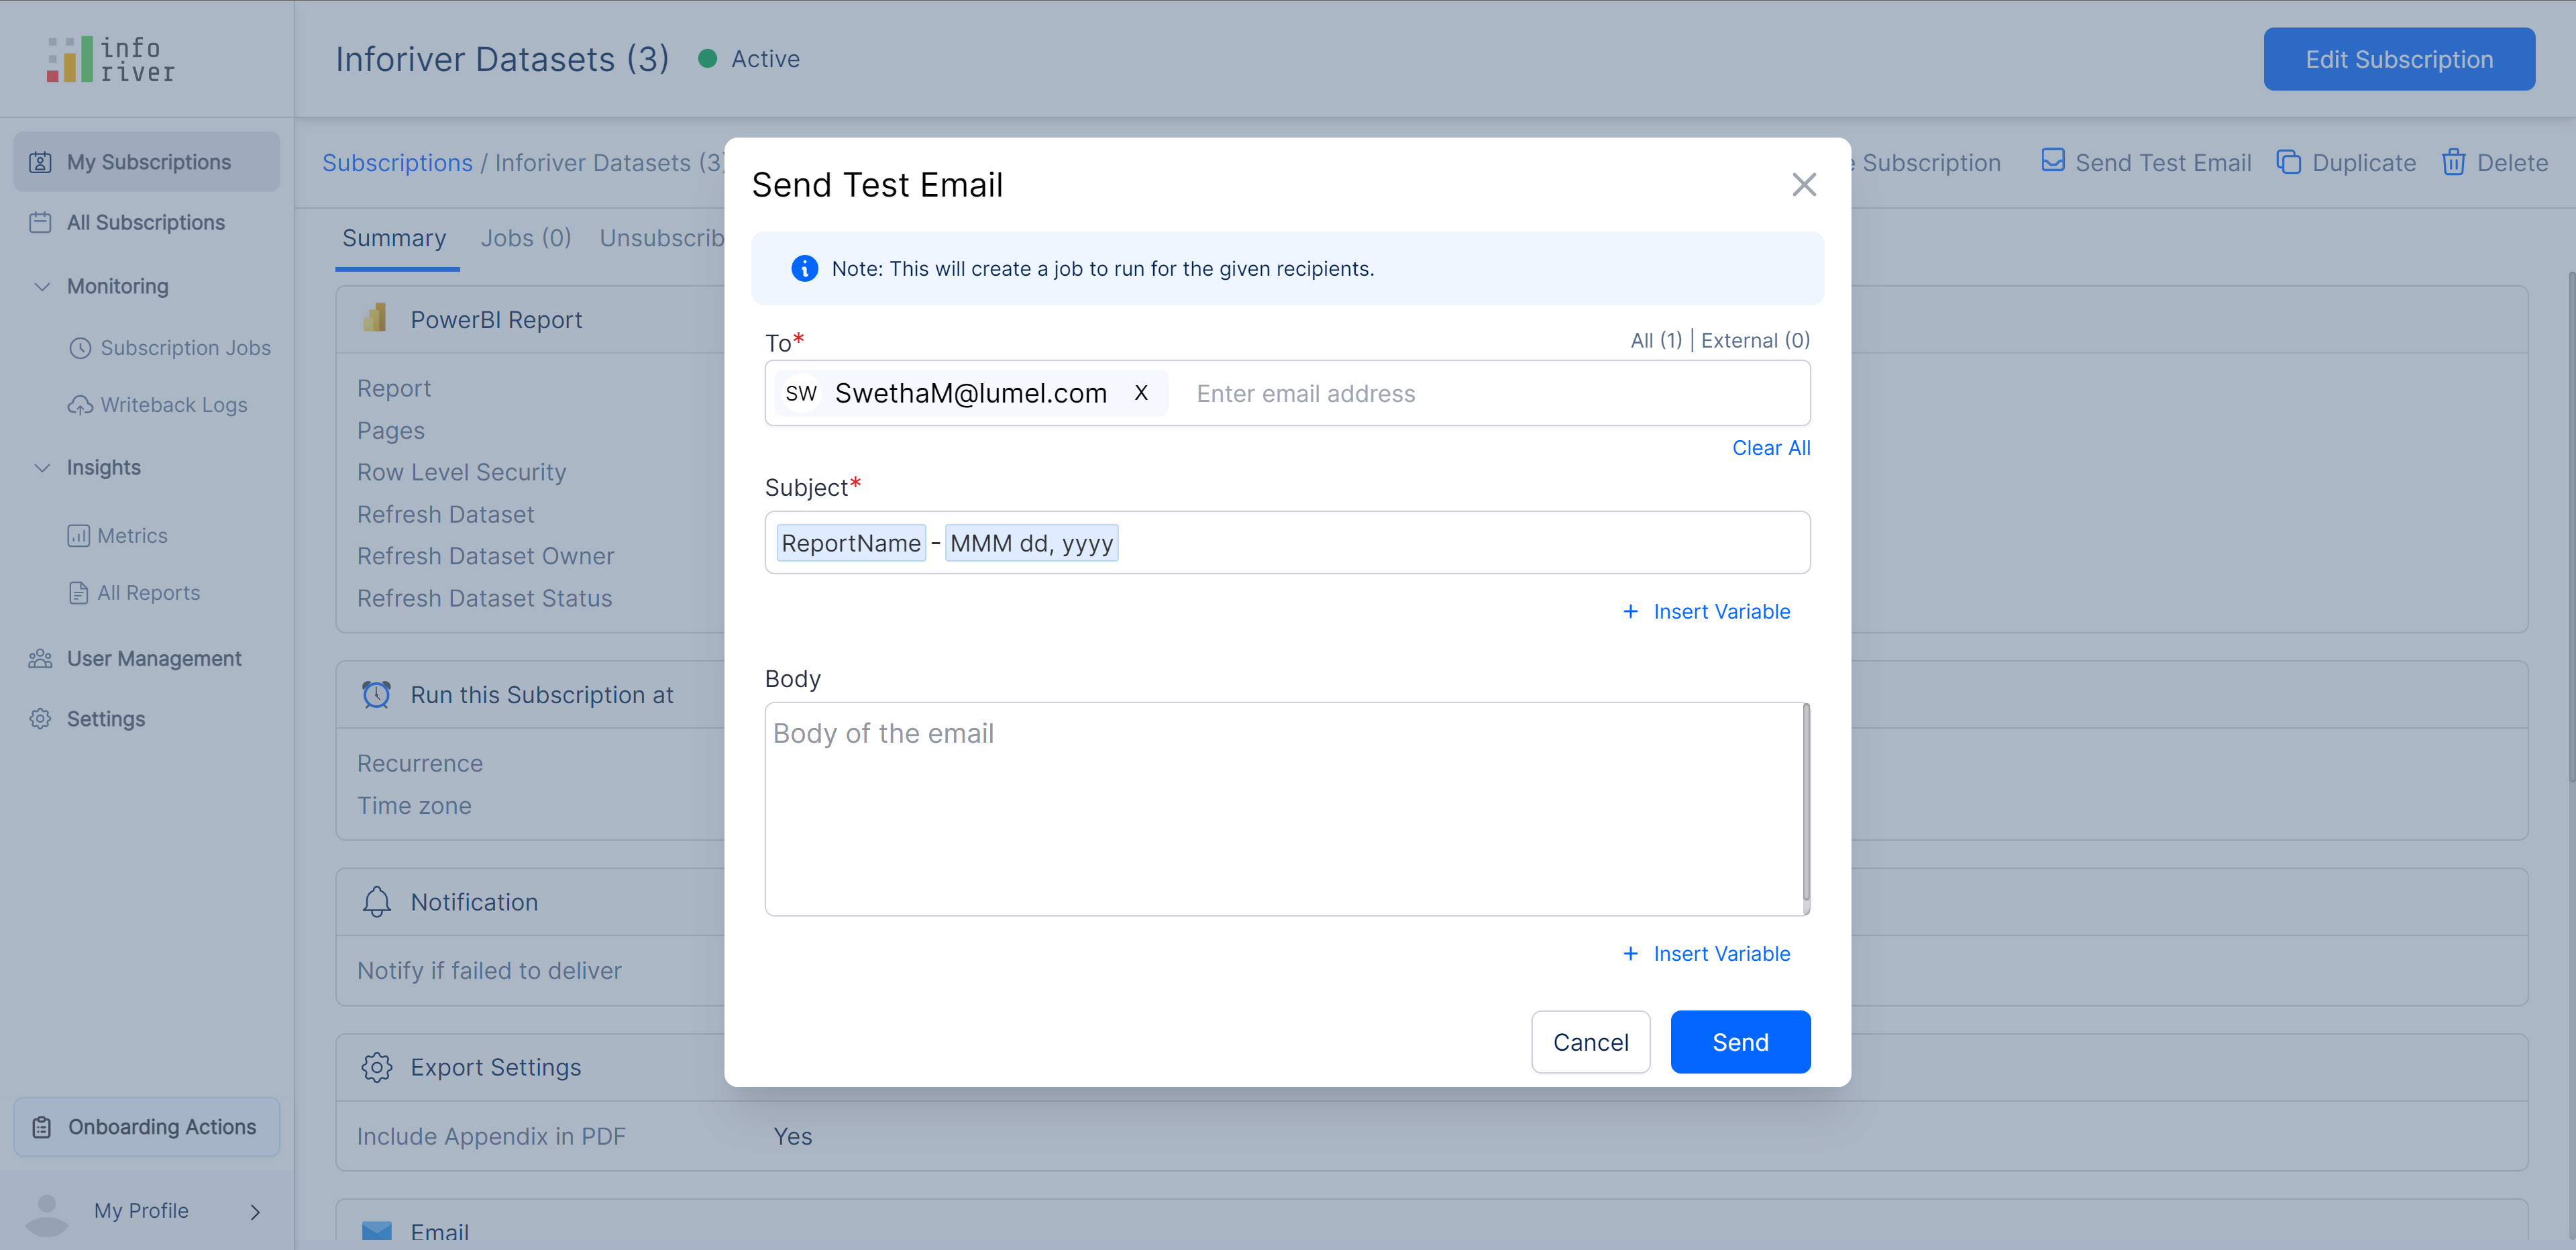 info
river
Inforiver Datasets (3)
Active
Edit Subscription
My Subscriptions
All Subscriptions
Monitoring
Subscription Jobs
Writeback Logs
Insights
Metrics
All Reports
User Management
Settings
Onboarding Actions
My Profile
Subscriptions / Inforiver Datasets (3)
Subscription
Send Test Email
Duplicate
Delete
Summary
Jobs (0)
PowerBI Report
Report
Pages
Row Level Security
Refresh Dataset
Refresh Dataset Owner
Refresh Dataset Status
Run this Subscription at
Recurrence
Time zone
Notification
Notify if failed to deliver
Export Settings
Include Appendix in PDF Yes
Email
Send Test Email
Note: This will create a job to run for the given recipients.
To*
All (1) | External (0)
SW SwethaM@lumel.com X Enter email address
Clear All
Subject*
ReportName - MMM dd, yyyy
+ Insert Variable
Body
Body of the email
+ Insert Variable
Cancel
Send